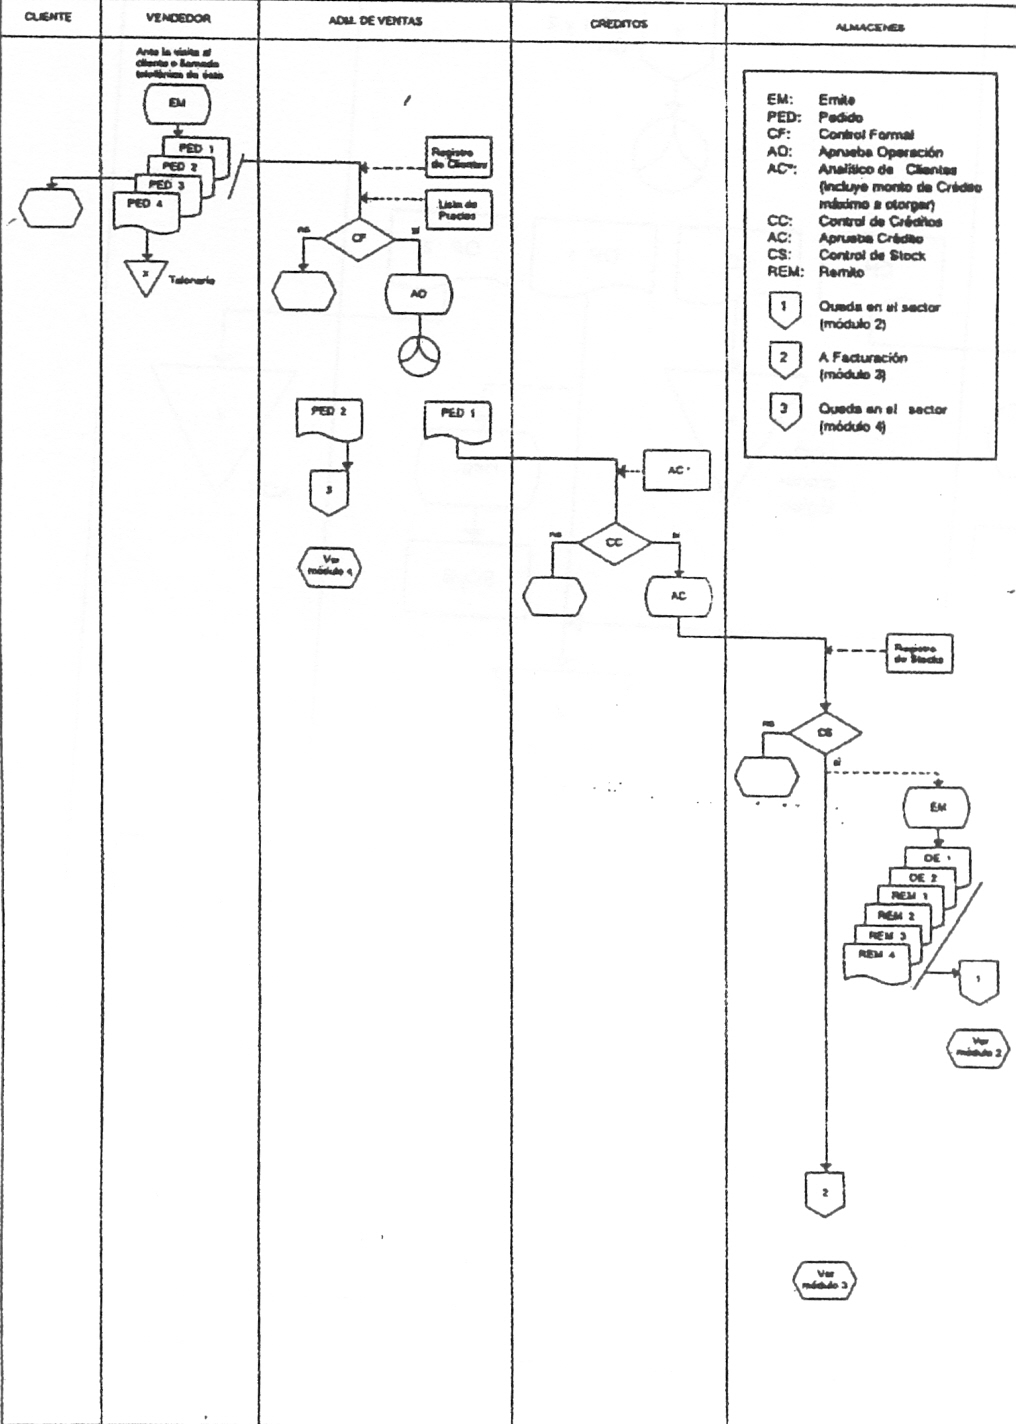 CLIENTE
VENDEDOR
ADM. DE VENTAS
CREDITOS
ALMACENES
Ante la visita al
cliente o llamada
telefónica de éste
EM
PED 1
PED 2
PED 3
PED 4
x
Talonario
Registro
de Clientes
Lista de
Precios
no
CF
si
AO
PED 2
PED 1
3
Ver
módulo 4
AC *
no
CC
si
AC
Registro
de Stocks
no
CS
si
EM
DE 1
DE 2
REM 1
REM 2
REM 3
REM 4
1
Ver
módulo 2
2
Ver
módulo 3
EM: Emite
PED: Pedido
CF: Control Formal
AO: Aprueba Operación
AC*: Analítico de Clientes
(incluye monto de Crédito
máximo a otorgar)
CC: Control de Créditos
AC: Aprueba Crédito
CS: Control de Stock
REM: Remito
1 Queda en el sector
(módulo 2)
2 A Facturación
(módulo 3)
3 Queda en el sector
(módulo 4)